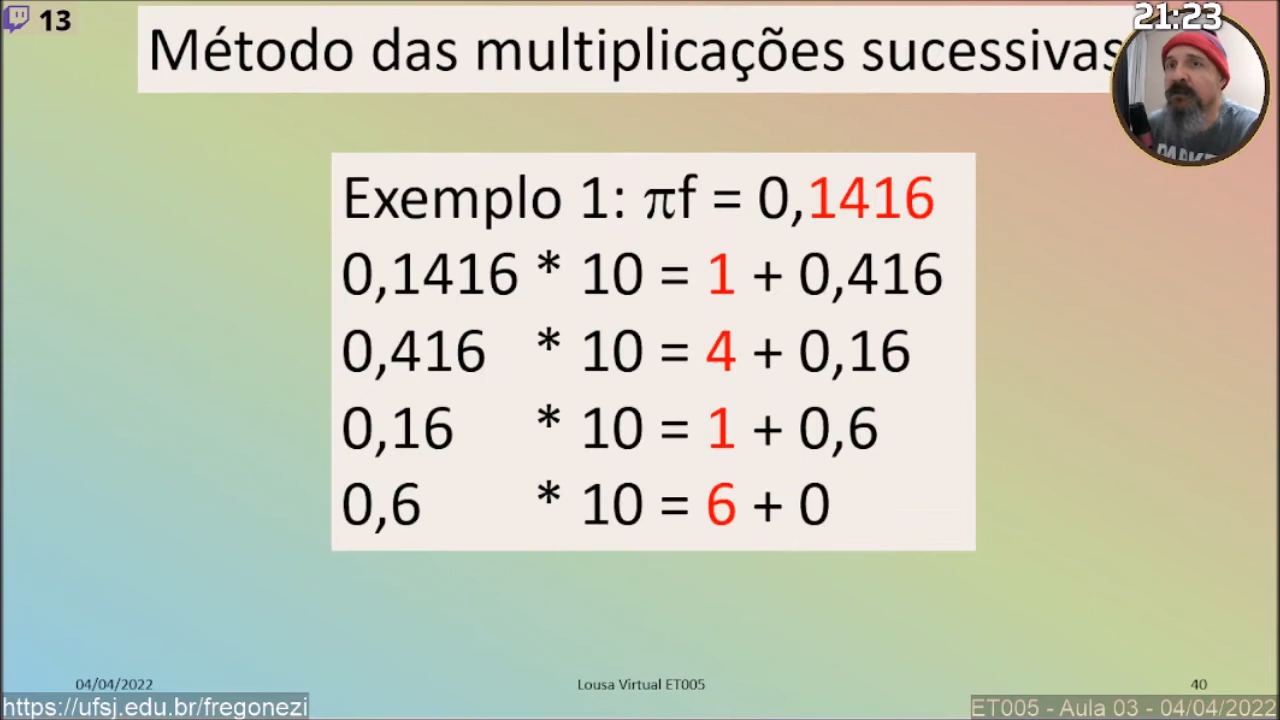 13
21:23
Método das multiplicações sucessivas
Exemplo 1: πf = 0,1416
0,1416 * 10 = 1 + 0,416
0,416 * 10 = 4 + 0,16
0,16 * 10 = 1 + 0,6
0,6 * 10 = 6 + 0
04/04/2022
Lousa Virtual ET005
40
https://ufsj.edu.br/fregonezi
ET005 - Aula 03 - 04/04/2022